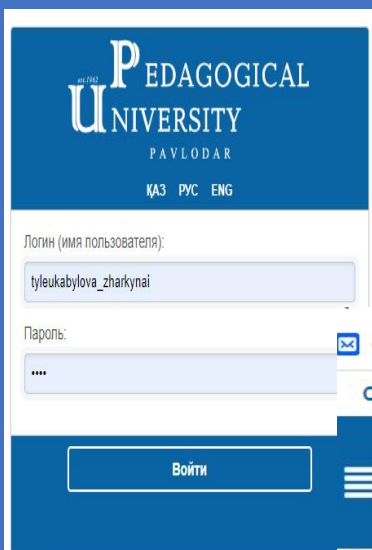 est. 1962
PEDAGOGICAL
UNIVERSITY
PAVLODAR
ҚАЗ РУС ENG
Логин (имя пользователя):
tyleukabylova_zharkynai
Пароль:
••••
Войти